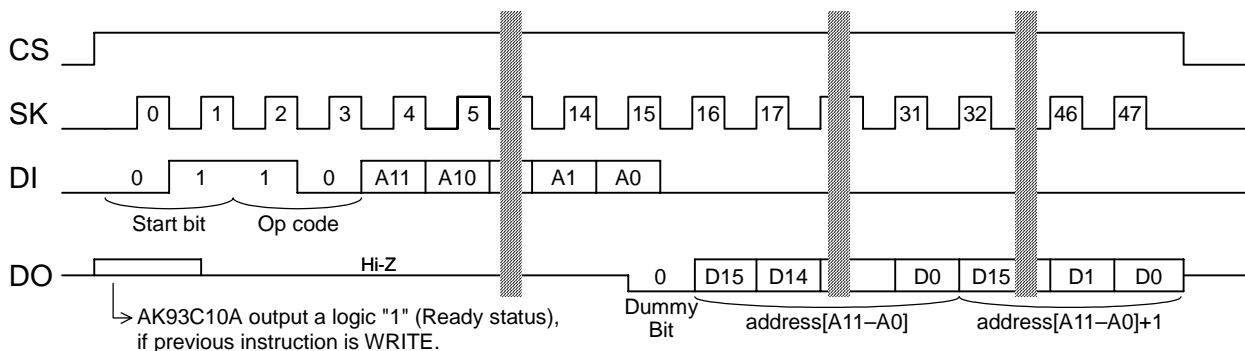 CS
SK 0 1 2 3 4 5 14 15 16 17 31 32 46 47
DI 0 1 1 0 A11 A10 A1 A0
Start bit Op code
DO Hi-Z 0 D15 D14 D0 D15 D1 D0
Dummy
Bit
address[A11–A0] address[A11–A0]+1
AK93C10A output a logic "1" (Ready status),
if previous instruction is WRITE.